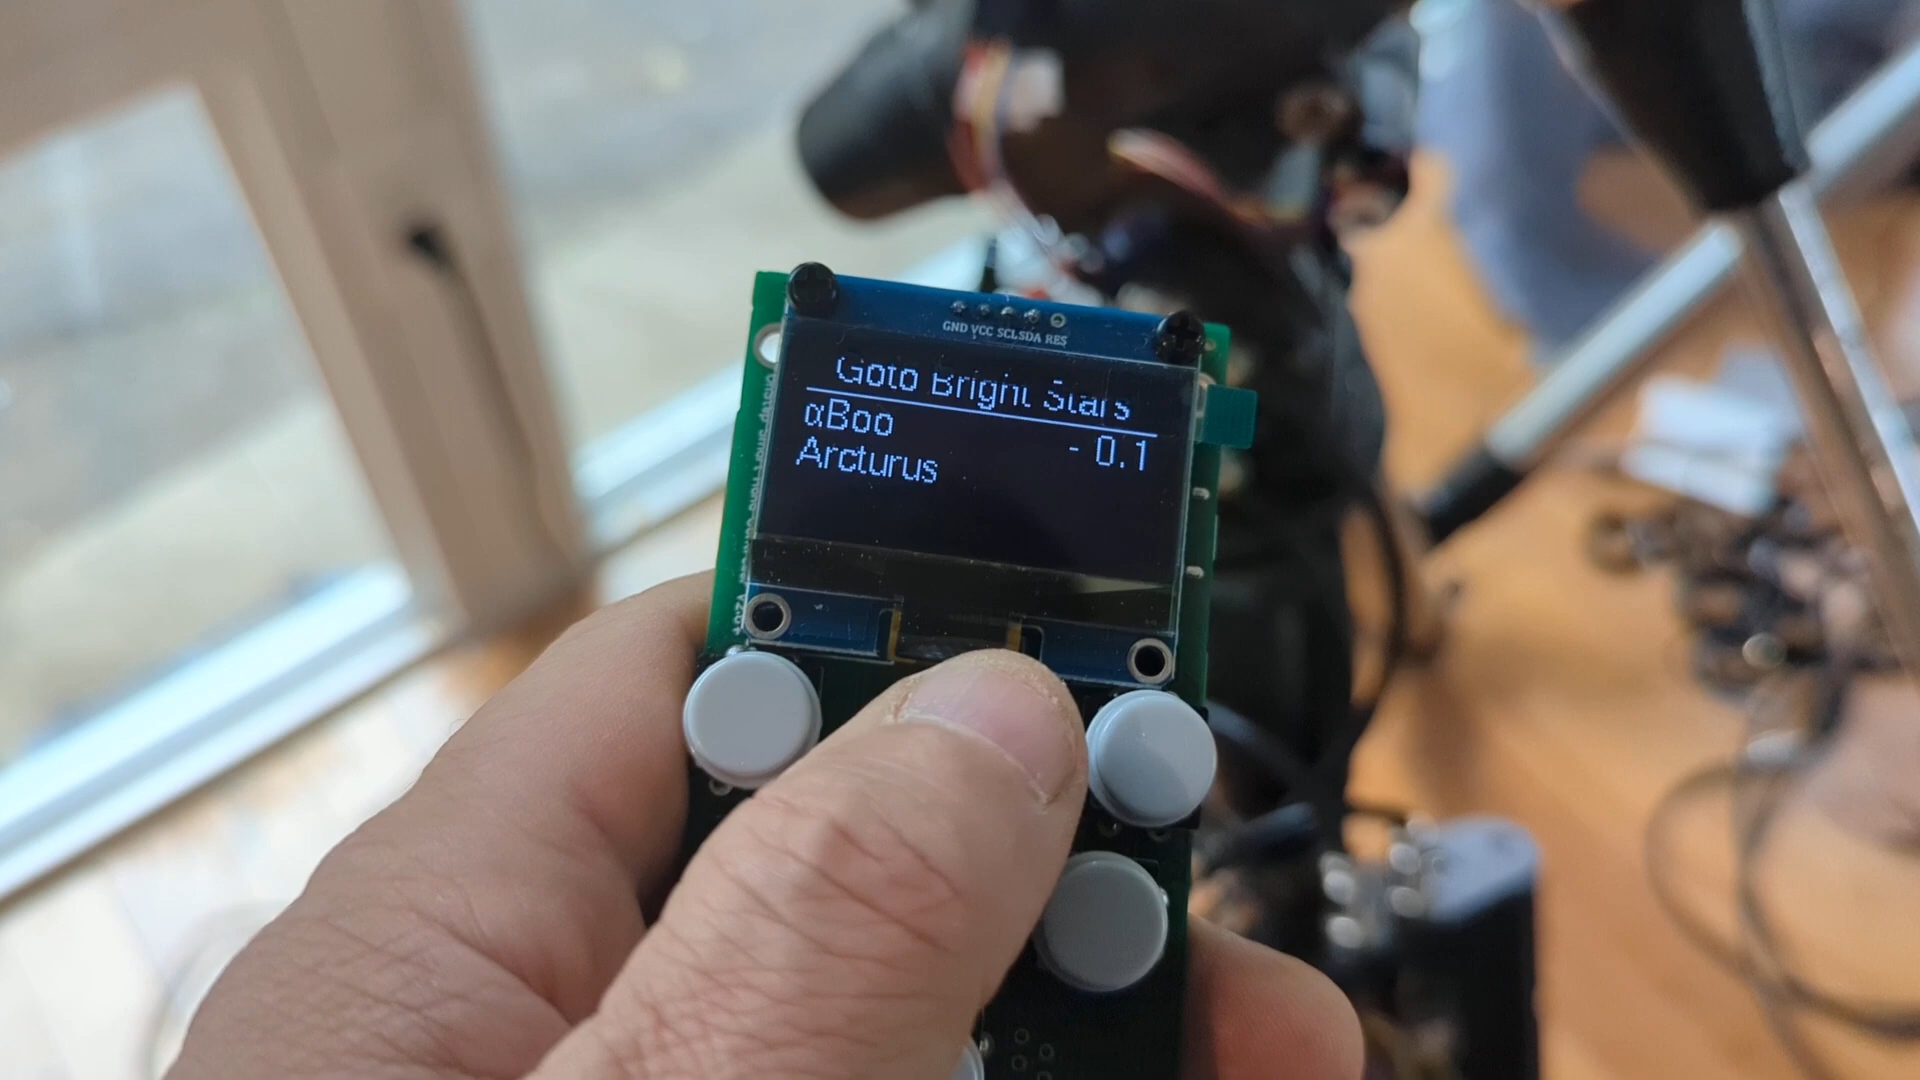 GND VCC SCL SDA RES
Goto Bright Stars
αBoo
- 0.1
Arcturus